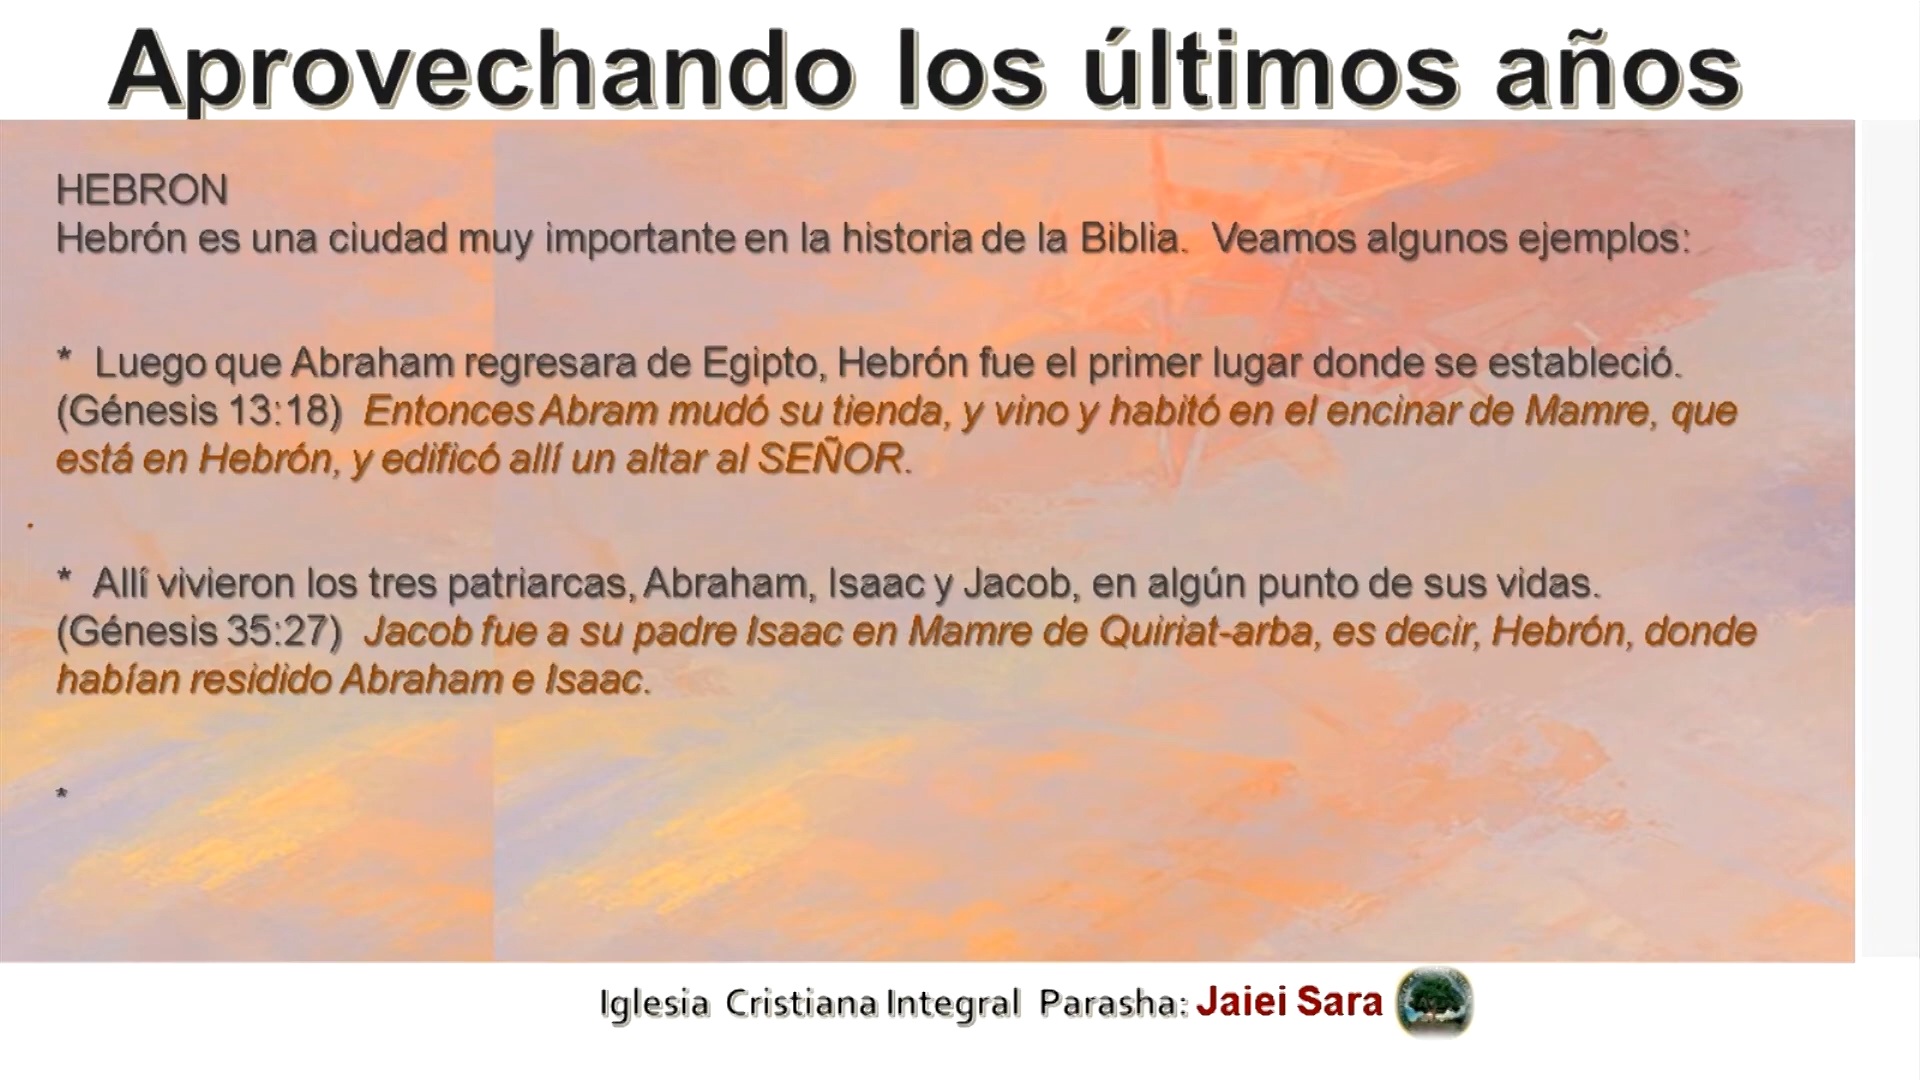 Aprovechando los últimos años
HEBRON
Hebrón es una ciudad muy importante en la historia de la Biblia.  Veamos algunos ejemplos:
*  Luego que Abraham regresara de Egipto, Hebrón fue el primer lugar donde se estableció.
(Génesis 13:18)  Entonces Abram mudó su tienda, y vino y habitó en el encinar de Mamre, que
está en Hebrón, y edificó allí un altar al SEÑOR.
.
*  Allí vivieron los tres patriarcas, Abraham, Isaac y Jacob, en algún punto de sus vidas.
(Génesis 35:27)  Jacob fue a su padre Isaac en Mamre de Quiriat-arba, es decir, Hebrón, donde
habían residido Abraham e Isaac.
*
Iglesia  Cristiana Integral  Parasha: Jaiei Sara